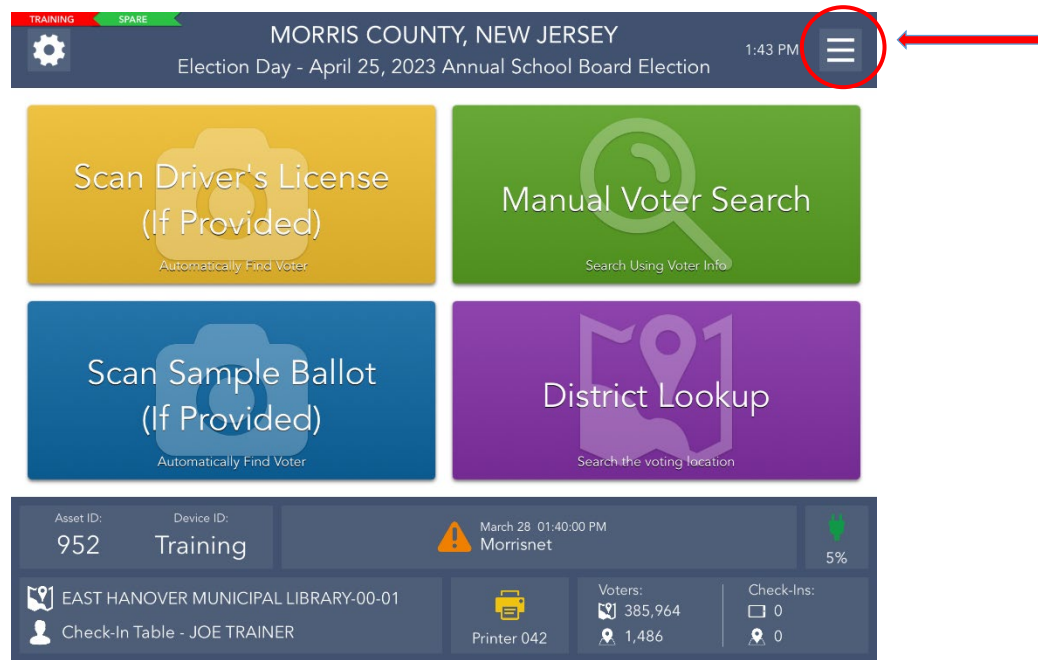 TRAINING SPARE
MORRIS COUNTY, NEW JERSEY
Election Day - April 25, 2023 Annual School Board Election
1:43 PM
Scan Driver's License
(If Provided)
Automatically Find Voter
Manual Voter Search
Search Using Voter Info
Scan Sample Ballot
(If Provided)
Automatically Find Voter
District Lookup
Search the voting location
Asset ID:
952
Device ID:
Training
March 28 01:40:00 PM
Morrisnet
5%
EAST HANOVER MUNICIPAL LIBRARY-00-01
Check-In Table - JOE TRAINER
Printer 042
Voters:
385,964
1,486
Check-Ins:
0
0